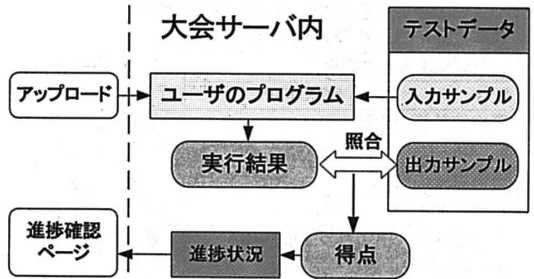 大会サーバ内
テストデータ
アップロード
ユーザのプログラム
入力サンプル
照合
実行結果
出力サンプル
進捗確認
ページ
進捗状況
得点